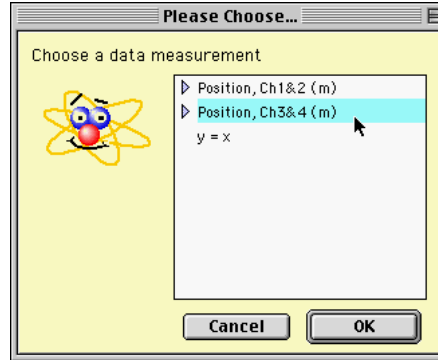 Please Choose...
Choose a data measurement
Position, Ch1&2 (m)
Position, Ch3&4 (m)
y = x
Cancel
OK